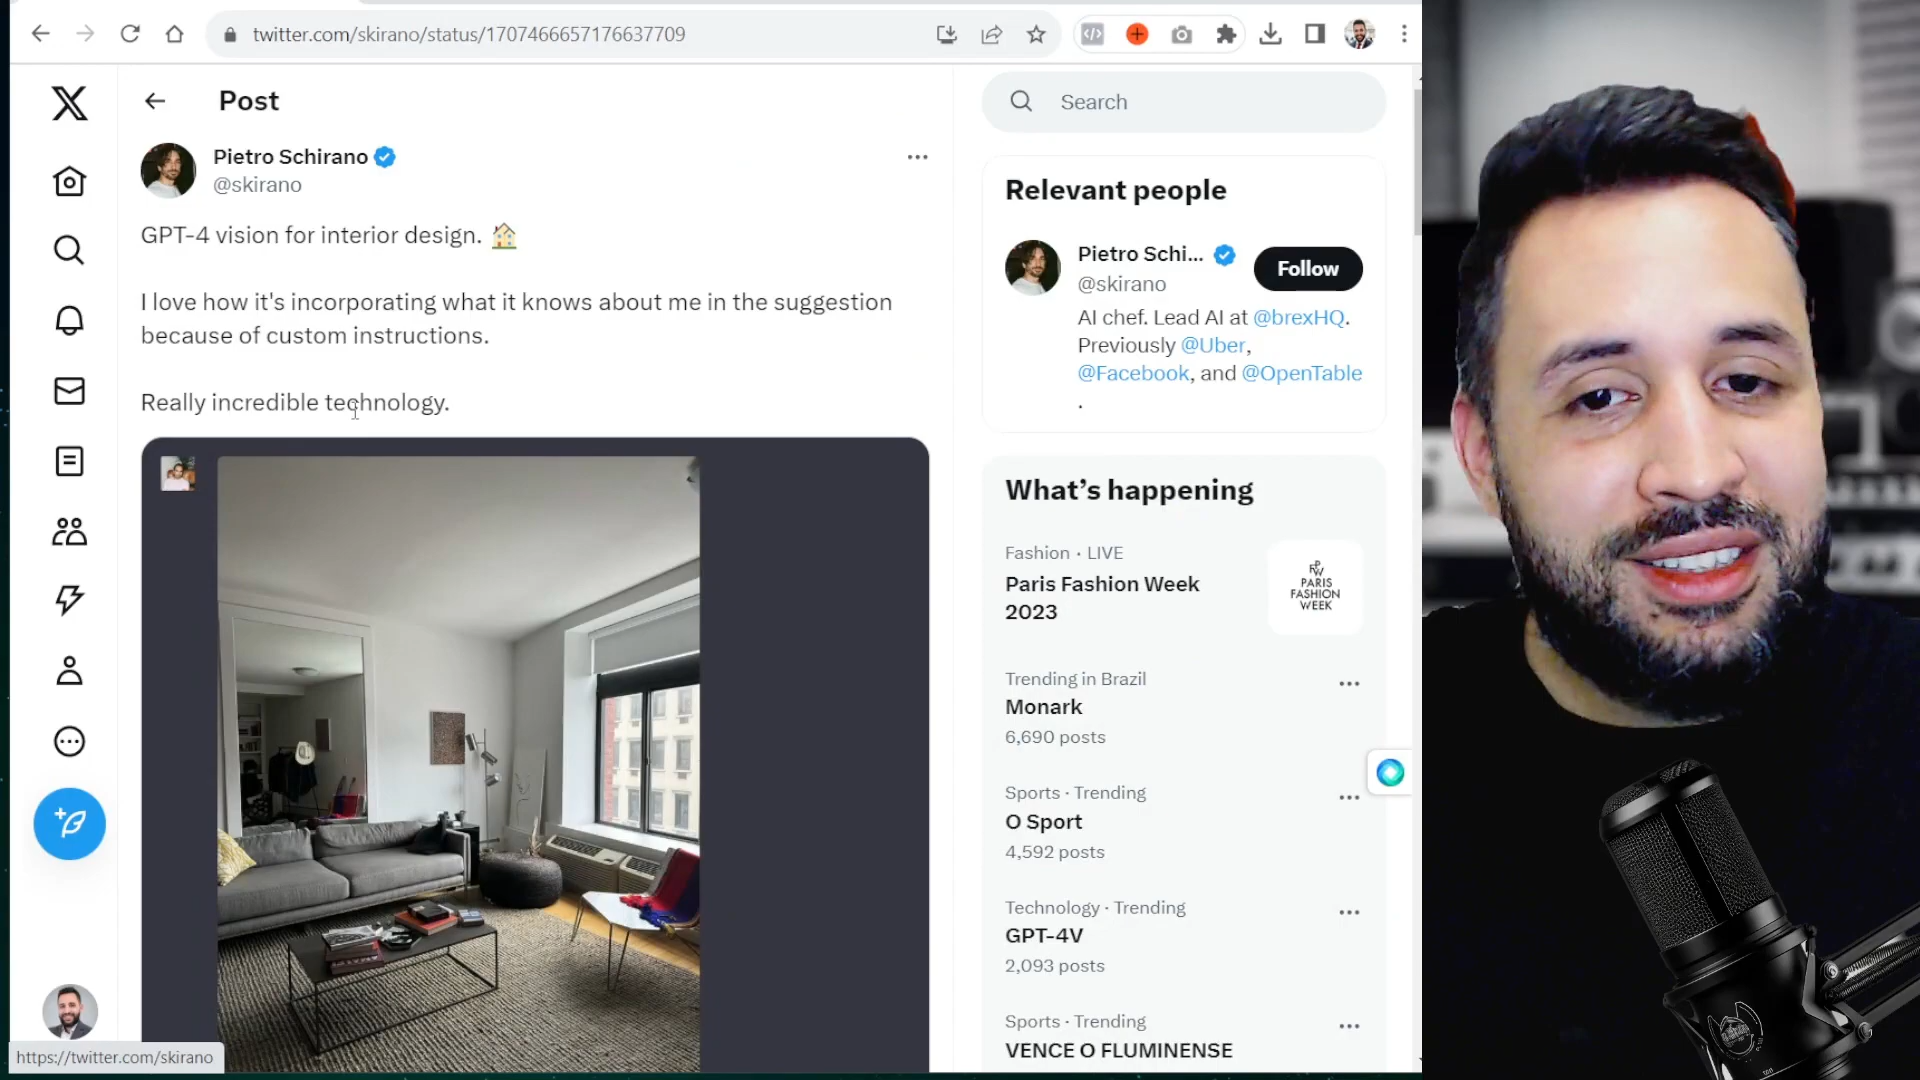 twitter.com/skirano/status/1707466657176637709
Post
Pietro Schirano
@skirano
GPT-4 vision for interior design.
I love how it's incorporating what it knows about me in the suggestion
because of custom instructions.
Really incredible technology.
https://twitter.com/skirano
Search
Relevant people
Pietro Schi...
@skirano
Follow
AI chef. Lead AI at @brexHQ.
Previously @Uber,
@Facebook, and @OpenTable
.
What's happening
Fashion · LIVE
Paris Fashion Week
2023
PFW
PARIS
FASHION
WEEK
Trending in Brazil
Monark
6,690 posts
Sports · Trending
O Sport
4,592 posts
Technology · Trending
GPT-4V
2,093 posts
Sports · Trending
VENCE O FLUMINENSE